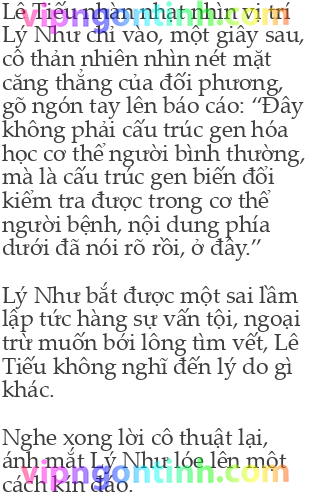 Lê Tiếu nhàn nhạt nhìn vị trí
vipngontinh.com
Lý Như chỉ vào, một giây sau,
cô thản nhiên nhìn nét mặt
căng thẳng của đối phương,
gõ ngón tay lên báo cáo: “Đây
không phải cấu trúc gen hóa
học cơ thể người bình thường,
mà là cấu trúc gen biến đổi
kiểm tra được trong cơ thể
người bệnh, nội dung phía
dưới đã nói rõ rồi, ở đây.”
Lý Như bắt được một sai lầm
lập tức hàng sự vấn tội, ngoại
trừ muốn bới lông tìm vết, Lê
Tiếu không nghĩ đến lý do gì
khác.
Nghe xong lời cô thuật lại,
ánh mắt Lý Như lóe lên một
vipngontinh.com
cách kín đáo.